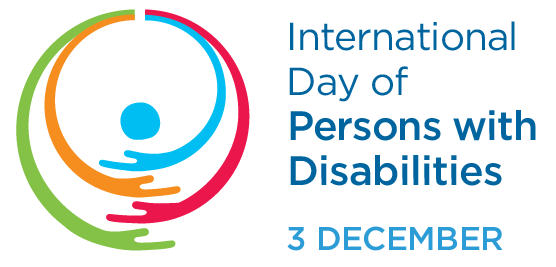 International
Day of
Persons with
Disabilities
3 DECEMBER